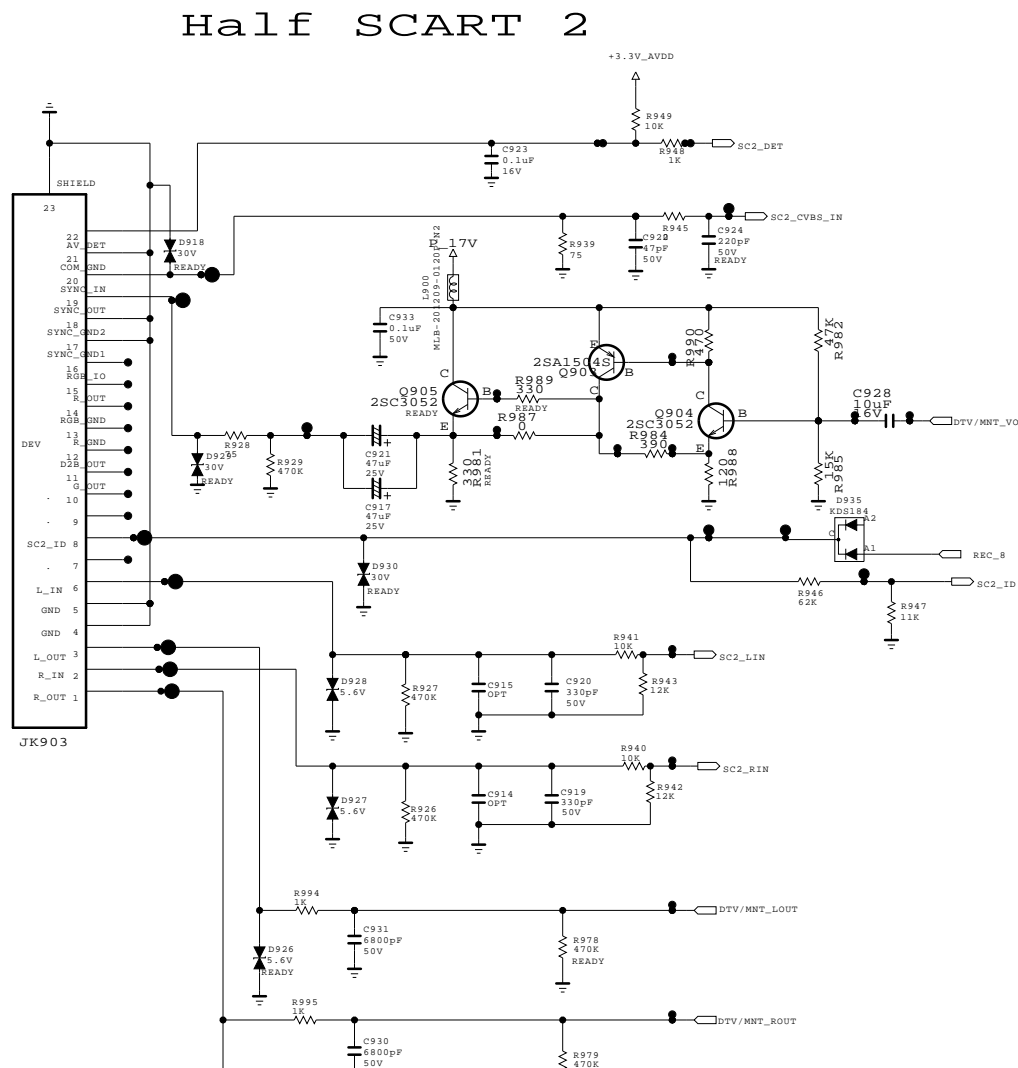 Half SCART 2
+3.3V_AVDD
R949
10K
C923
0.1uF
16V
R948
1K
SC2_DET
SHIELD
23
22
AV_DET
21
COM_GND
20
SYNC_IN
19
SYNC_OUT
18
SYNC_GND2
17
SYNC_GND1
16
RGB_IO
15
R_OUT
14
RGB_GND
13
R_GND
12
D2B_OUT
11
G_OUT
10
.
9
.
SC2_ID 8
7
.
6
L_IN
GND 5
GND 4
L_OUT 3
R_IN 2
R_OUT 1
DEV
JK903
D918
30V
READY
SC2_CVBS_IN
R939
75
47pF
50V
R945
C924
220pF
50V
READY
P_17V
L900
MLB-201209-0120P-N2
C933
0.1uF
50V
E
2SA1504S
Q903
B
C
R990
470
47K
R982
C
Q905
2SC3052
READY
B
E
R989
330
READY
R987
0
C
Q904
2SC3052
B
E
R984
390
C928
10uF
16V
DTV/MNT_VO
D929
30V
READY
R928
75
R929
470K
C921
47uF
25V
C917
47uF
25V
330
R981
READY
120
R988
15K
R985
D935
KDS184
A2
C
A1
REC_8
D930
30V
READY
R946
62K
SC2_ID
R947
11K
R941
10K
SC2_LIN
D928
5.6V
R927
470K
C915
OPT
C920
330pF
50V
R943
12K
R940
10K
SC2_RIN
D927
5.6V
R926
470K
C914
OPT
C919
330pF
50V
R942
12K
R994
1K
DTV/MNT_LOUT
C931
6800pF
50V
R978
470K
READY
D926
5.6V
READY
R995
1K
DTV/MNT_ROUT
C930
6800pF
50V
R979
470K